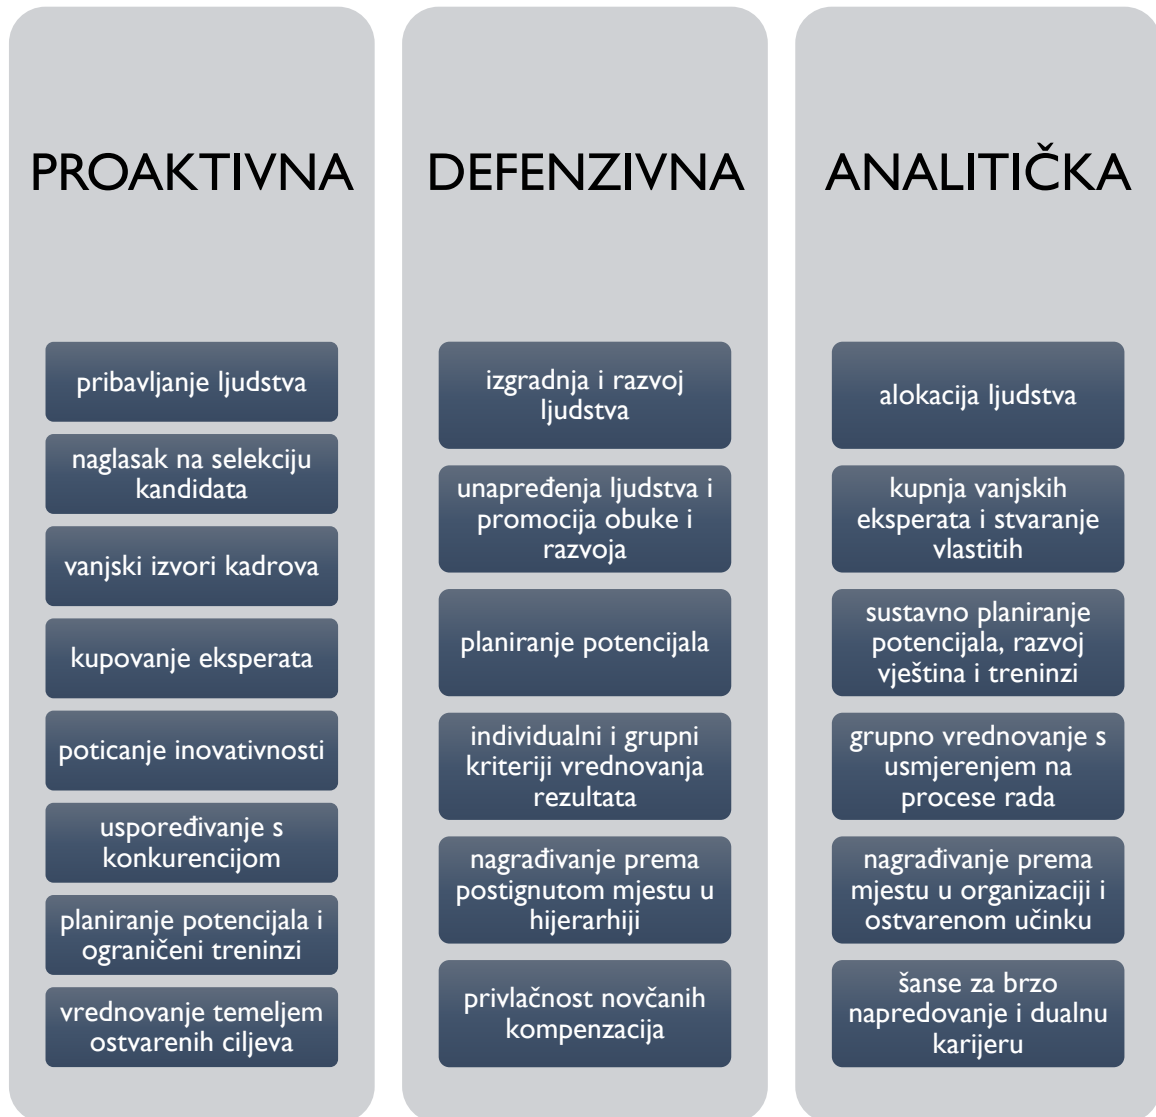 PROAKTIVNA
pribavljanje ljudstva
naglasak na selekciju
kandidata
vanjski izvori kadrova
kupovanje eksperata
poticanje inovativnosti
uspoređivanje s
konkurencijom
planiranje potencijala i
ograničeni treninzi
vrednovanje temeljem
ostvarenih ciljeva
DEFENZIVNA
izgradnja i razvoj
ljudstva
unapređenja ljudstva i
promocija obuke i
razvoja
planiranje potencijala
individualni i grupni
kriteriji vrednovanja
rezultata
nagrađivanje prema
postignutom mjestu u
hijerarhiji
privlačnost novčanih
kompenzacija
ANALITIČKA
alokacija ljudstva
kupnja vanjskih
eksperata i stvaranje
vlastitih
sustavno planiranje
potencijala, razvoj
vještina i treninzi
grupno vrednovanje s
usmjerenjem na
procese rada
nagrađivanje prema
mjestu u organizaciji i
ostvarenom učinku
šanse za brzo
napredovanje i dualnu
karijeru